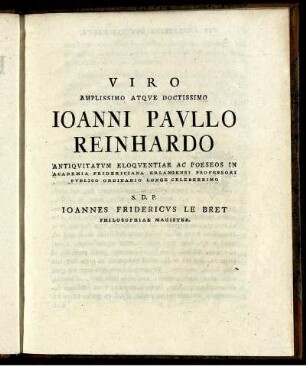 VIRO
AMPLISSIMO ATQVE DOCTISSIMO
IOANNI PAVLLO
REINHARDO
ANTIQVITATVM ELOQVENTIAE AC POESEOS IN
ACADEMIA FRIDERICIANA ERLANGENSI PROFESSORI
PVBLICO ORDINARIO LONGE CELEBERRIMO
S. D. P.
IOANNES FRIDERICVS LE BRET
PHILOSOPHIAE MAGISTER.